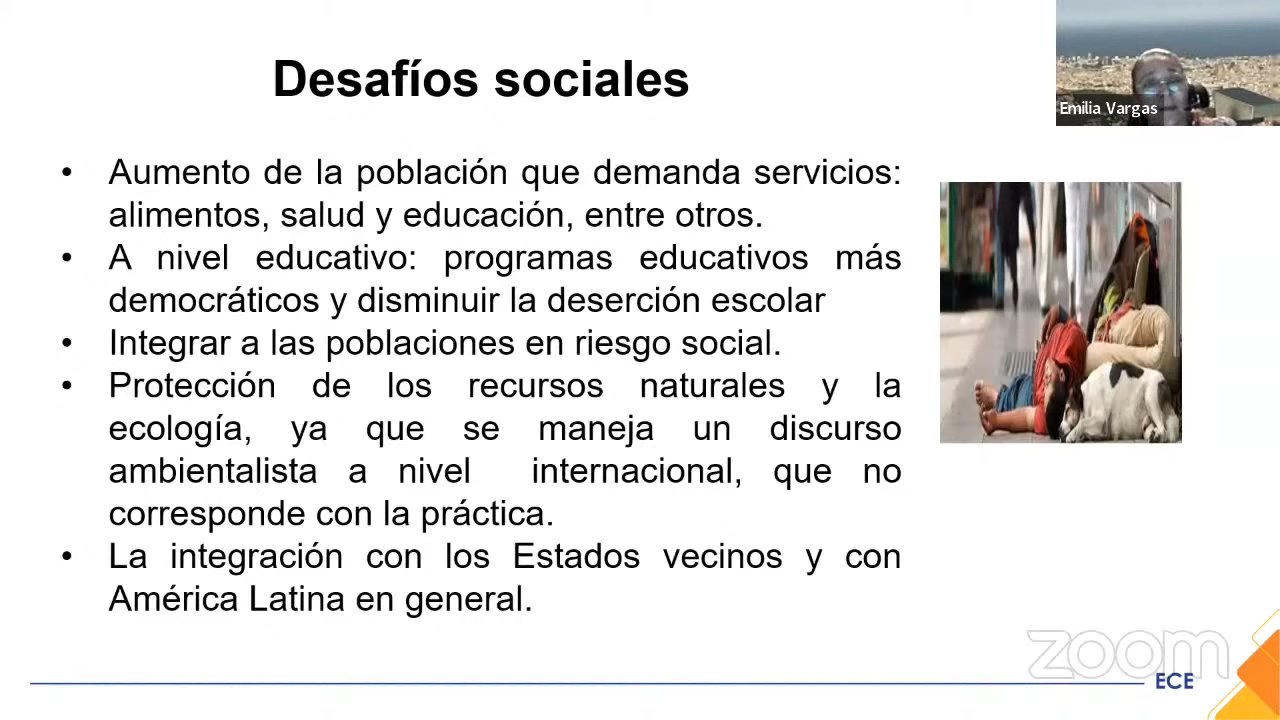 Desafíos sociales
Emilia Vargas
• Aumento de la población que demanda servicios:
alimentos, salud y educación, entre otros.
• A nivel educativo: programas educativos más
democráticos y disminuir la deserción escolar
• Integrar a las poblaciones en riesgo social.
• Protección de los recursos naturales y la
ecología, ya que se maneja un discurso
ambientalista a nivel internacional, que no
corresponde con la práctica.
• La integración con los Estados vecinos y con
América Latina en general.
zoom
ECE